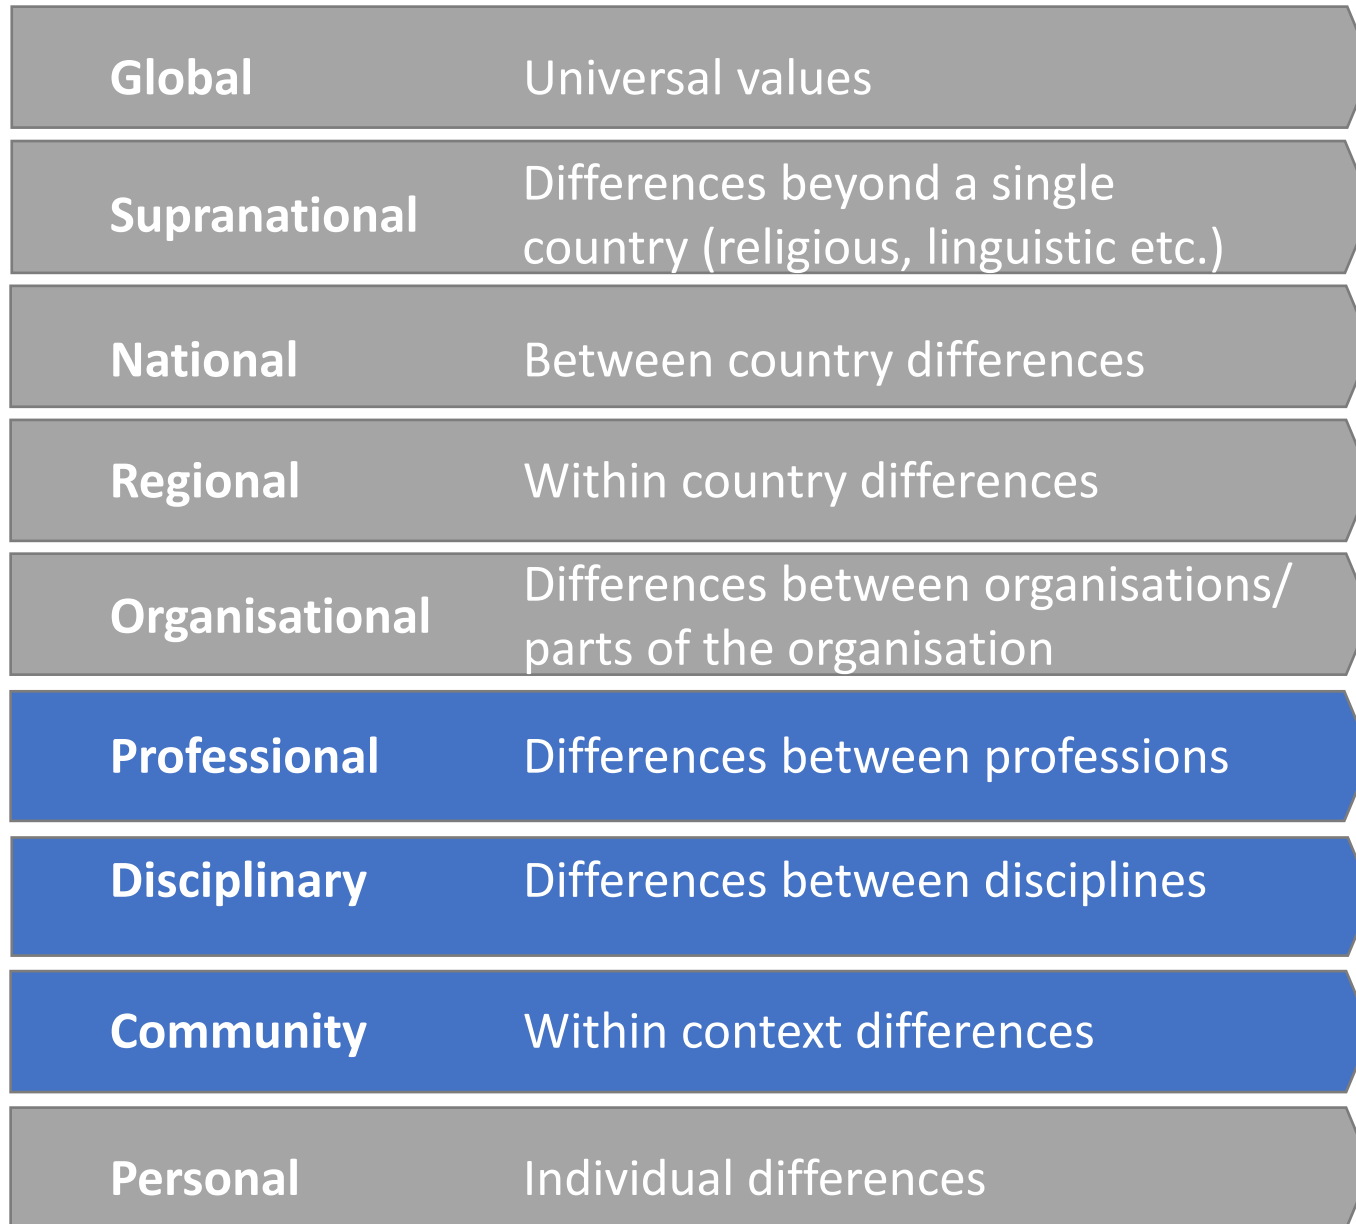 Global Universal values
Supranational Differences beyond a single
country (religious, linguistic etc.)
National Between country differences
Regional Within country differences
Organisational Differences between organisations/
parts of the organisation
Professional Differences between professions
Disciplinary Differences between disciplines
Community Within context differences
Personal Individual differences